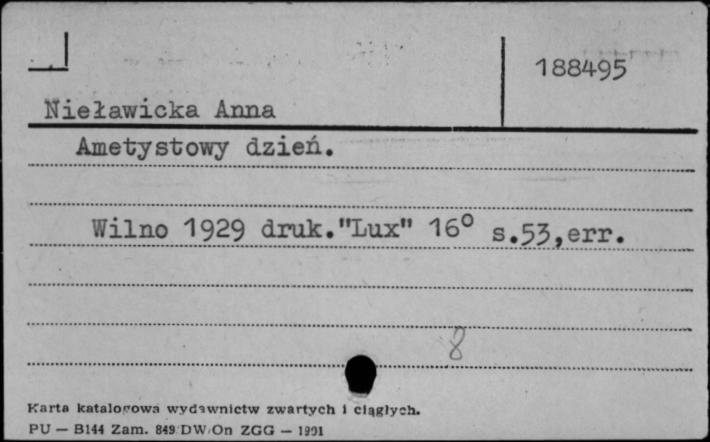 188495
Niełavicka Anna
Ametystowy dzień.
Wilno 1929 druk."Lux" 16° s.53,err.
8
Karta katalogowa wydawnictw zwartych i ciągłych.
PU — B144 Zam. 849 DW/On ZGG — 1991